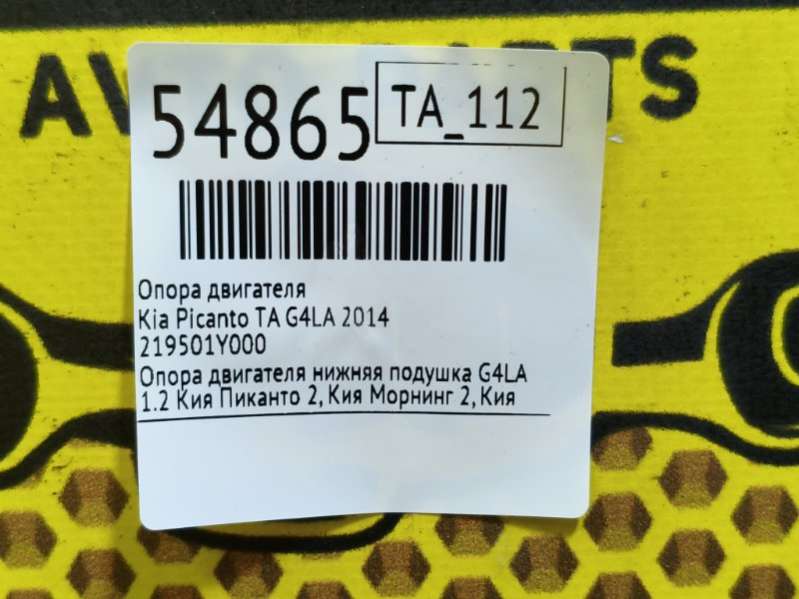 54865 TA_112
Опора двигателя
Kia Picanto TA G4LA 2014
219501Y000
Опора двигателя нижняя подушка G4LA
1.2 Кия Пиканто 2, Кия Морнинг 2, Кия